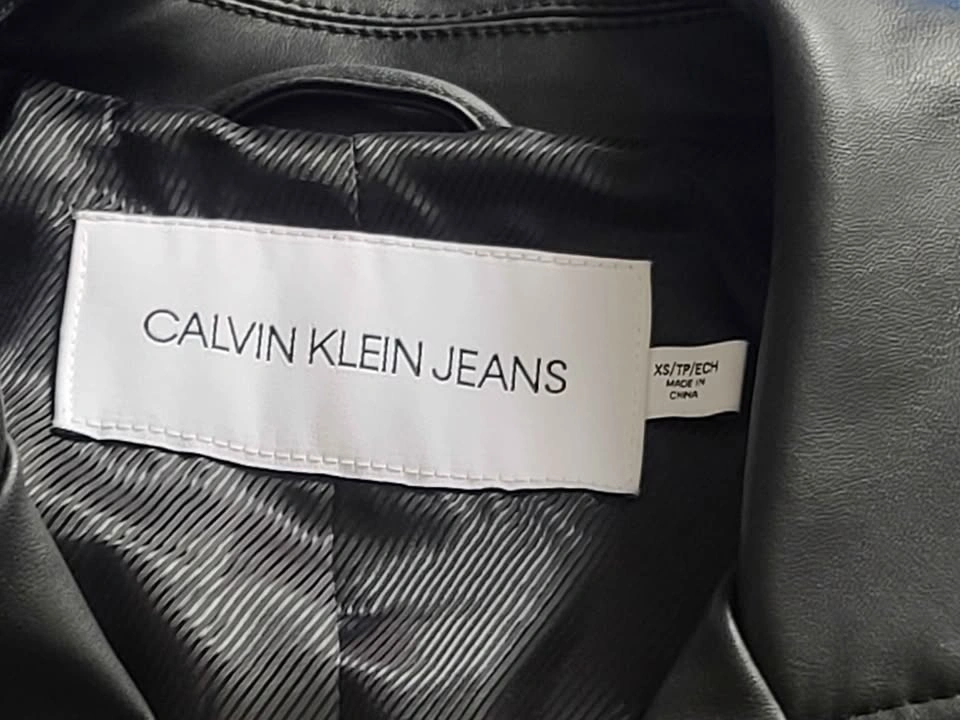 CALVIN KLEIN JEANS
XS/TP/ECH
MADE IN
CHINA